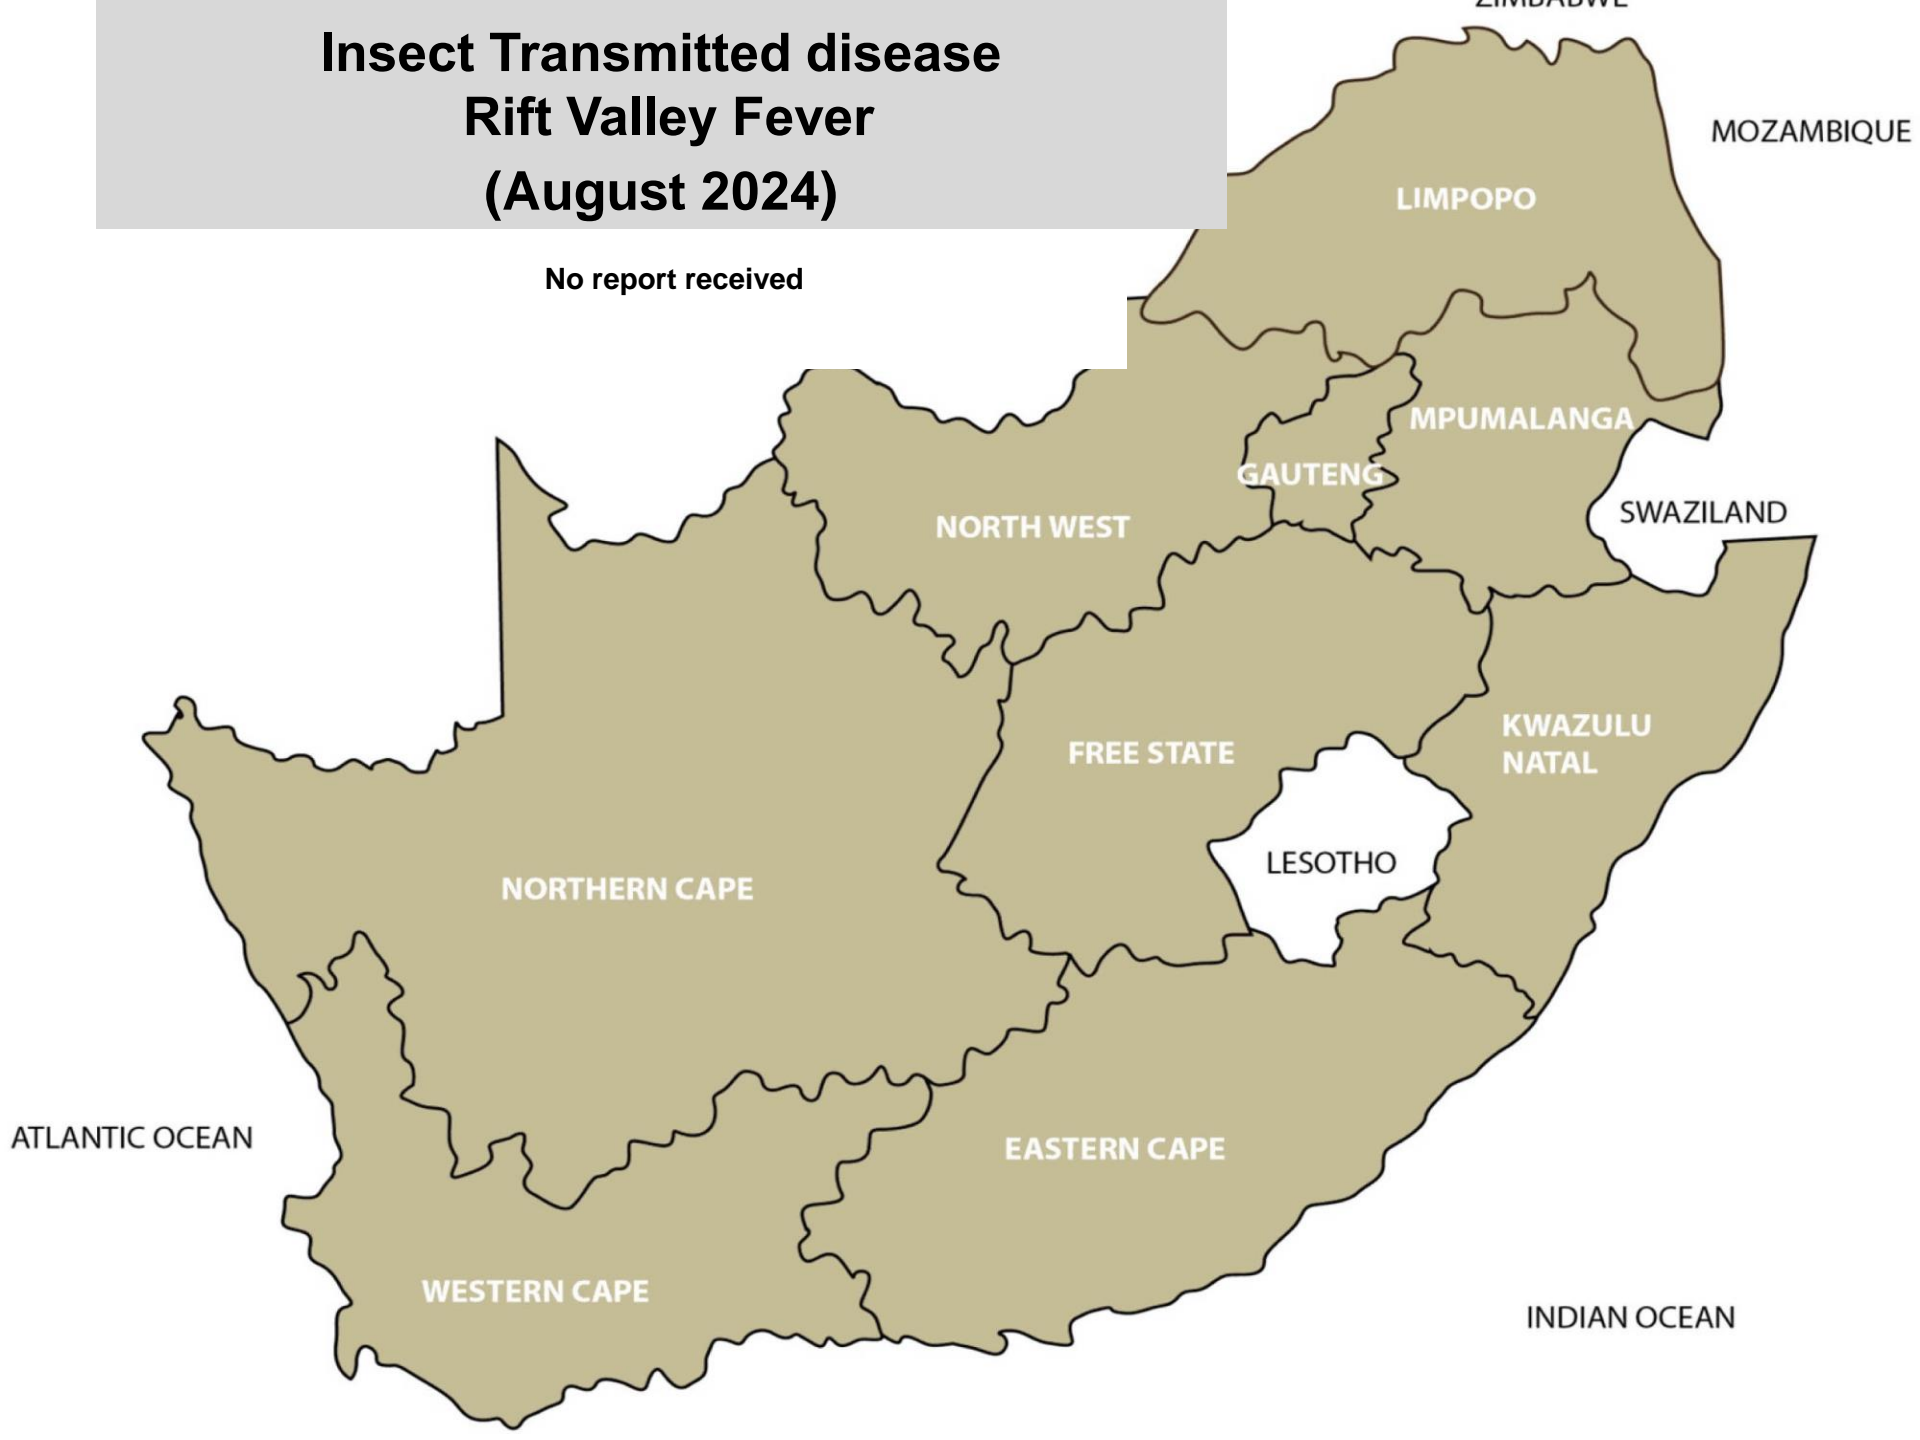 ZIMBABWE
Insect Transmitted disease
Rift Valley Fever
(August 2024)
MOZAMBIQUE
LIMPOPO
No report received
MPUMALANGA
GAUTENG
SWAZILAND
NORTH WEST
KWAZULU
NATAL
FREE STATE
LESOTHO
NORTHERN CAPE
ATLANTIC OCEAN
EASTERN CAPE
WESTERN CAPE
INDIAN OCEAN